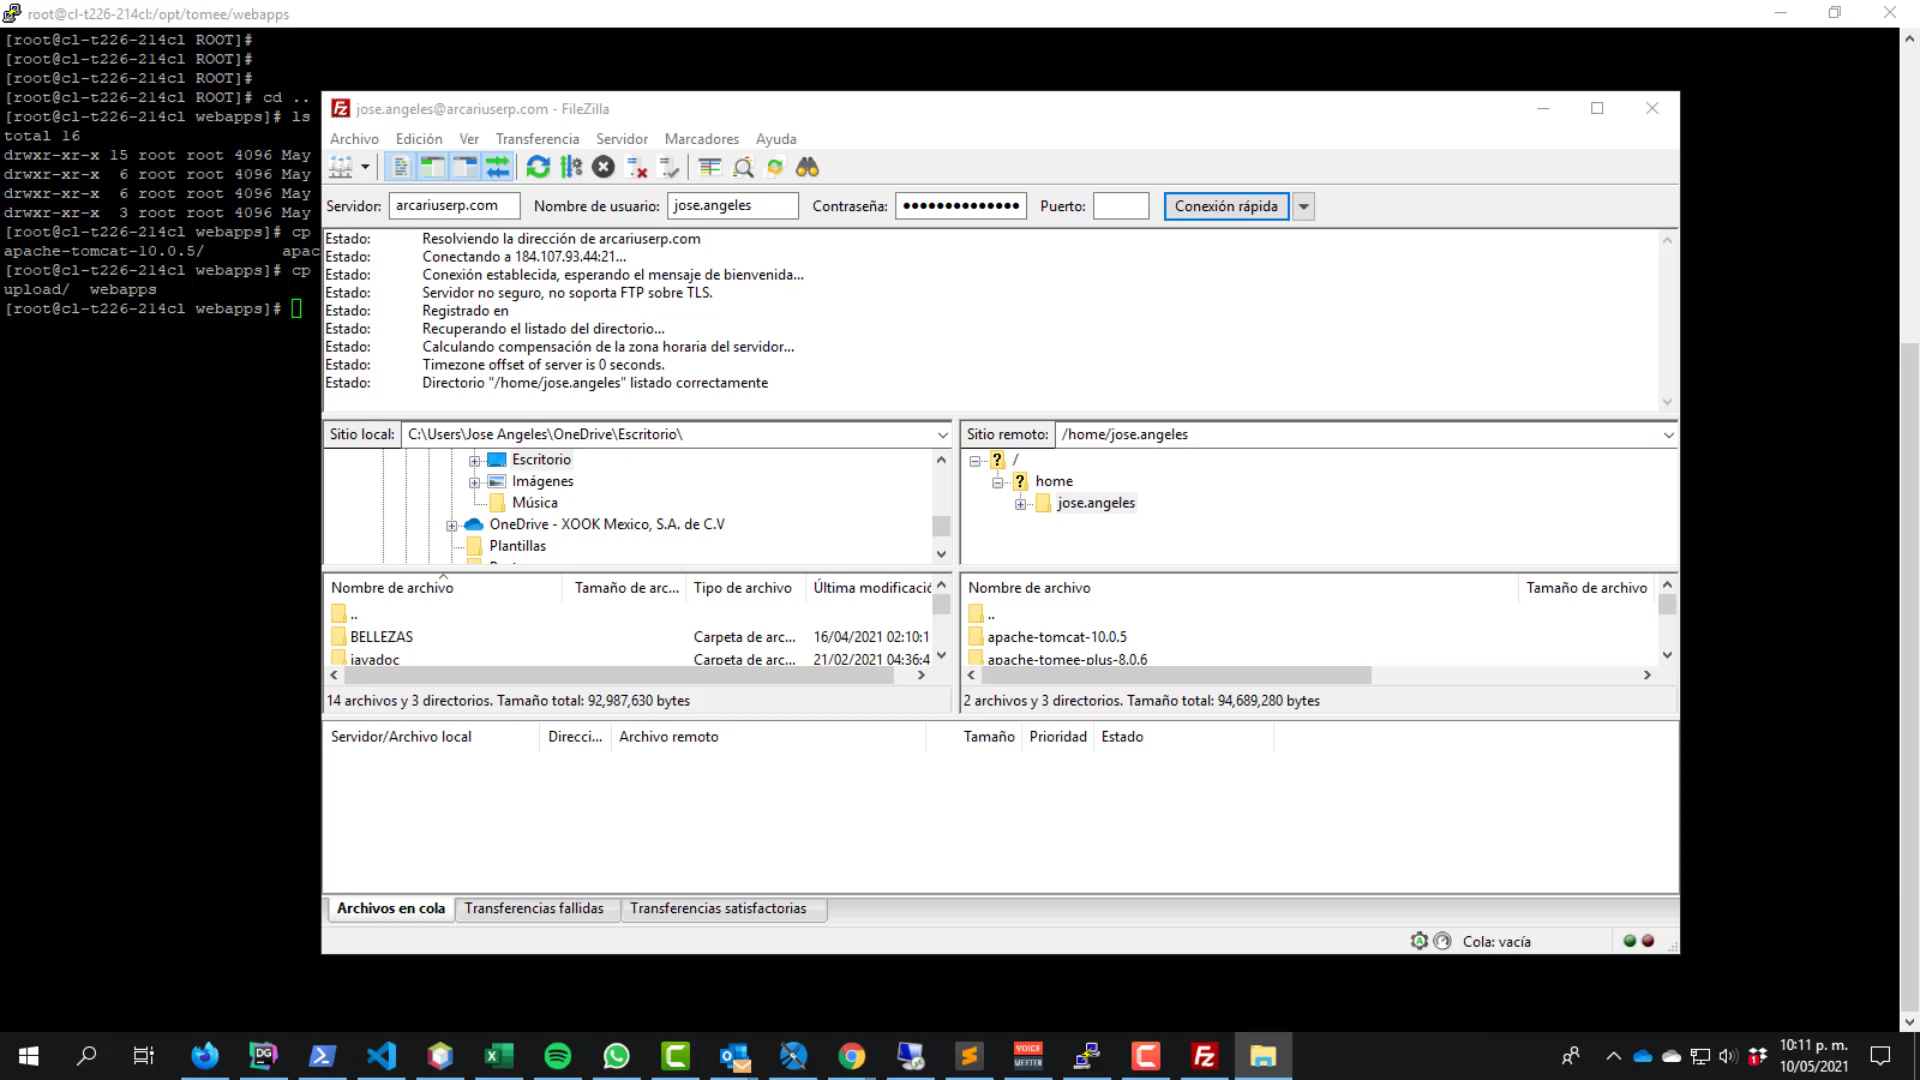 root@cl-t226-214cl:/opt/tomee/webapps
[root@cl-t226-214cl ROOT]#
[root@cl-t226-214cl ROOT]#
[root@cl-t226-214cl ROOT]#
[root@cl-t226-214cl ROOT]# cd ..
[root@cl-t226-214cl webapps]# ls
total 16
drwxr-xr-x 15 root root 4096 May
drwxr-xr-x  6 root root 4096 May
drwxr-xr-x  6 root root 4096 May
drwxr-xr-x  3 root root 4096 May
[root@cl-t226-214cl webapps]# cp
apache-tomcat-10.0.5/ apac
[root@cl-t226-214cl webapps]# cp
upload/ webapps
[root@cl-t226-214cl webapps]#
jose.angeles@arcariuserp.com - FileZilla
Archivo Edición Ver Transferencia Servidor Marcadores Ayuda
Servidor: arcariuserp.com Nombre de usuario: jose.angeles Contraseña: ●●●●●●●●●●●●●● Puerto: Conexión rápida
Estado: Resolviendo la dirección de arcariuserp.com
Estado: Conectando a 184.107.93.44:21...
Estado: Conexión establecida, esperando el mensaje de bienvenida...
Estado: Servidor no seguro, no soporta FTP sobre TLS.
Estado: Registrado en
Estado: Recuperando el listado del directorio...
Estado: Calculando compensación de la zona horaria del servidor...
Estado: Timezone offset of server is 0 seconds.
Estado: Directorio "/home/jose.angeles" listado correctamente
Sitio local: C:\Users\Jose Angeles\OneDrive\Escritorio\
Escritorio
Imágenes
Música
OneDrive - XOOK Mexico, S.A. de C.V
Plantillas
Sitio remoto: /home/jose.angeles
/
home
jose.angeles
Nombre de archivo Tamaño de arc... Tipo de archivo Última modificació
..
BELLEZAS Carpeta de arc... 16/04/2021 02:10:1
javadoc Carpeta de arc... 21/02/2021 04:36:4
14 archivos y 3 directorios. Tamaño total: 92,987,630 bytes
Nombre de archivo Tamaño de archivo
..
apache-tomcat-10.0.5
apache-tomee-plus-8.0.6
2 archivos y 3 directorios. Tamaño total: 94,689,280 bytes
Servidor/Archivo local Direcci... Archivo remoto Tamaño Prioridad Estado
Archivos en cola Transferencias fallidas Transferencias satisfactorias
Cola: vacía
DG
VOICE
MEETER
10:11 p. m.
10/05/2021